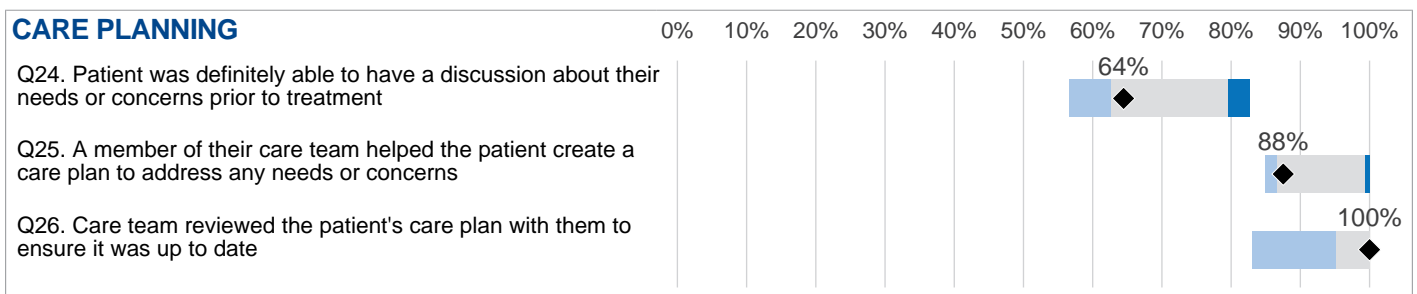 CARE PLANNING
0% 10% 20% 30% 40% 50% 60% 70% 80% 90% 100%
Q24. Patient was definitely able to have a discussion about their
needs or concerns prior to treatment
64%
Q25. A member of their care team helped the patient create a
care plan to address any needs or concerns
88%
Q26. Care team reviewed the patient's care plan with them to
ensure it was up to date
100%